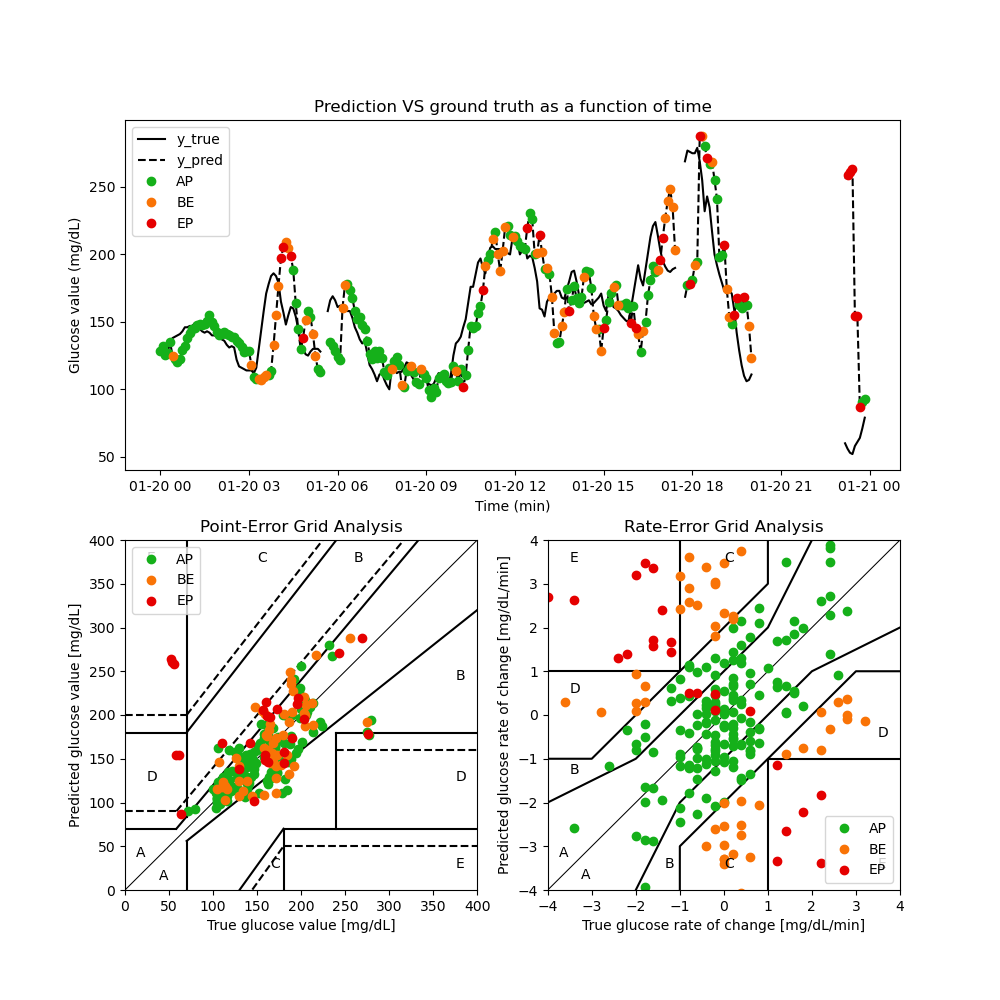 Prediction VS ground truth as a function of time
Glucose value (mg/dL)
250
200
150
100
50
y_true
y_pred
AP
BE
EP
01-20 00 01-20 03 01-20 06 01-20 09 01-20 12 01-20 15 01-20 18 01-20 21 01-21 00
Time (min)
Point-Error Grid Analysis
Predicted glucose value [mg/dL]
400
350
300
250
200
150
100
50
0
AP
BE
EP
C
B
B
D
D
A
A
C
E
0 50 100 150 200 250 300 350 400
True glucose value [mg/dL]
Rate-Error Grid Analysis
Predicted glucose rate of change [mg/dL/min]
4
3
2
1
0
−1
−2
−3
−4
E
C
D
D
B
A
A
B
C
AP
BE
EP
−4 −3 −2 −1 0 1 2 3 4
True glucose rate of change [mg/dL/min]